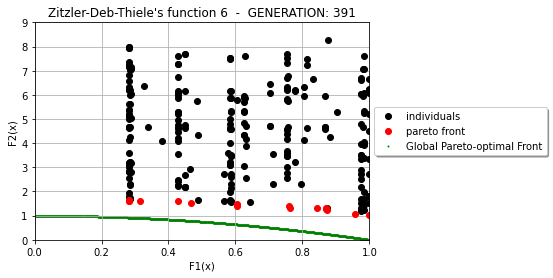 Zitzler-Deb-Thiele's function 6 - GENERATION: 391
9
8
7
6
5
4
3
2
1
0
F2(x)
0.0 0.2 0.4 0.6 0.8 1.0
F1(x)
individuals
pareto front
Global Pareto-optimal Front